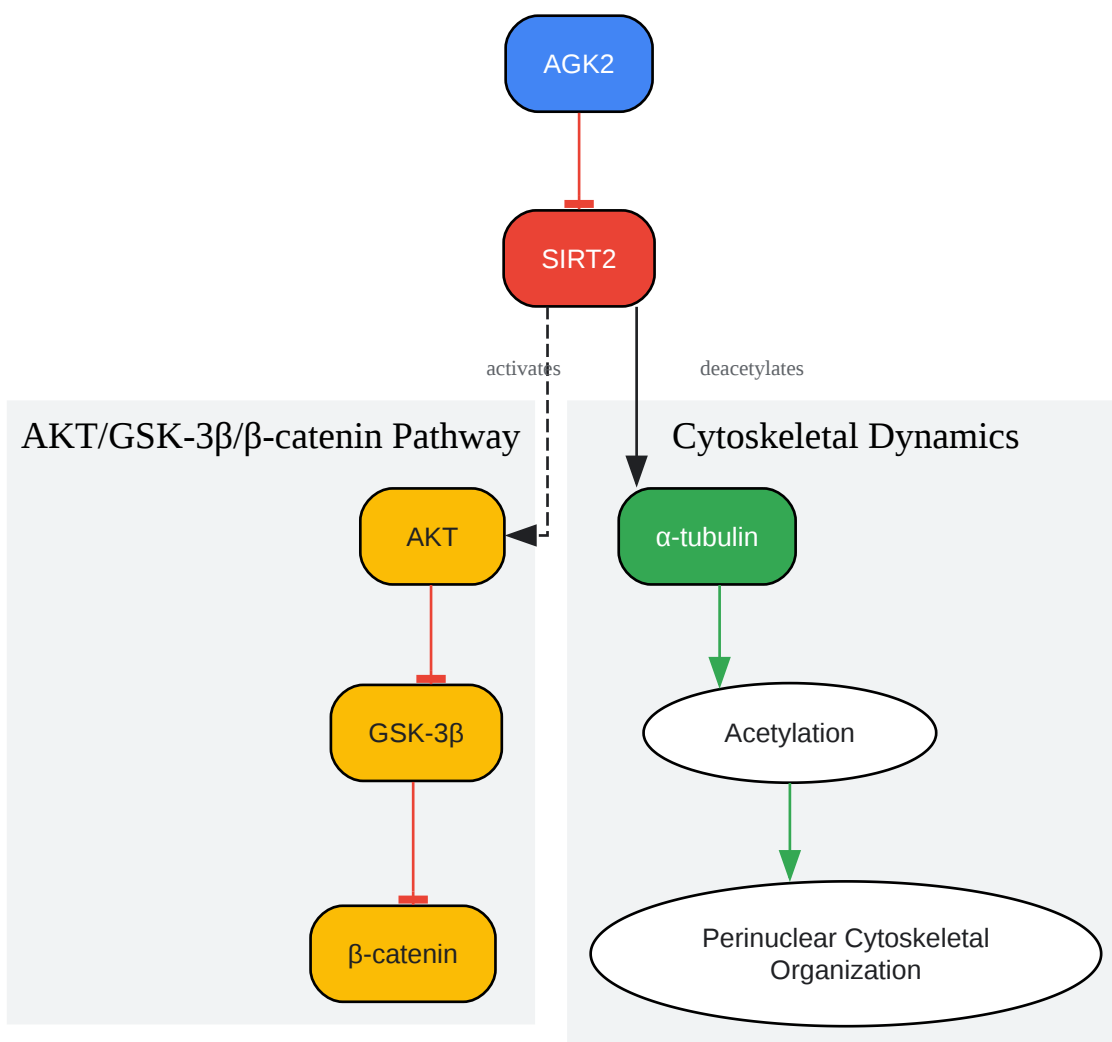 AGK2
SIRT2
activates
deacetylates
AKT/GSK-3β/β-catenin Pathway
Cytoskeletal Dynamics
AKT
α-tubulin
GSK-3β
Acetylation
β-catenin
Perinuclear Cytoskeletal
Organization